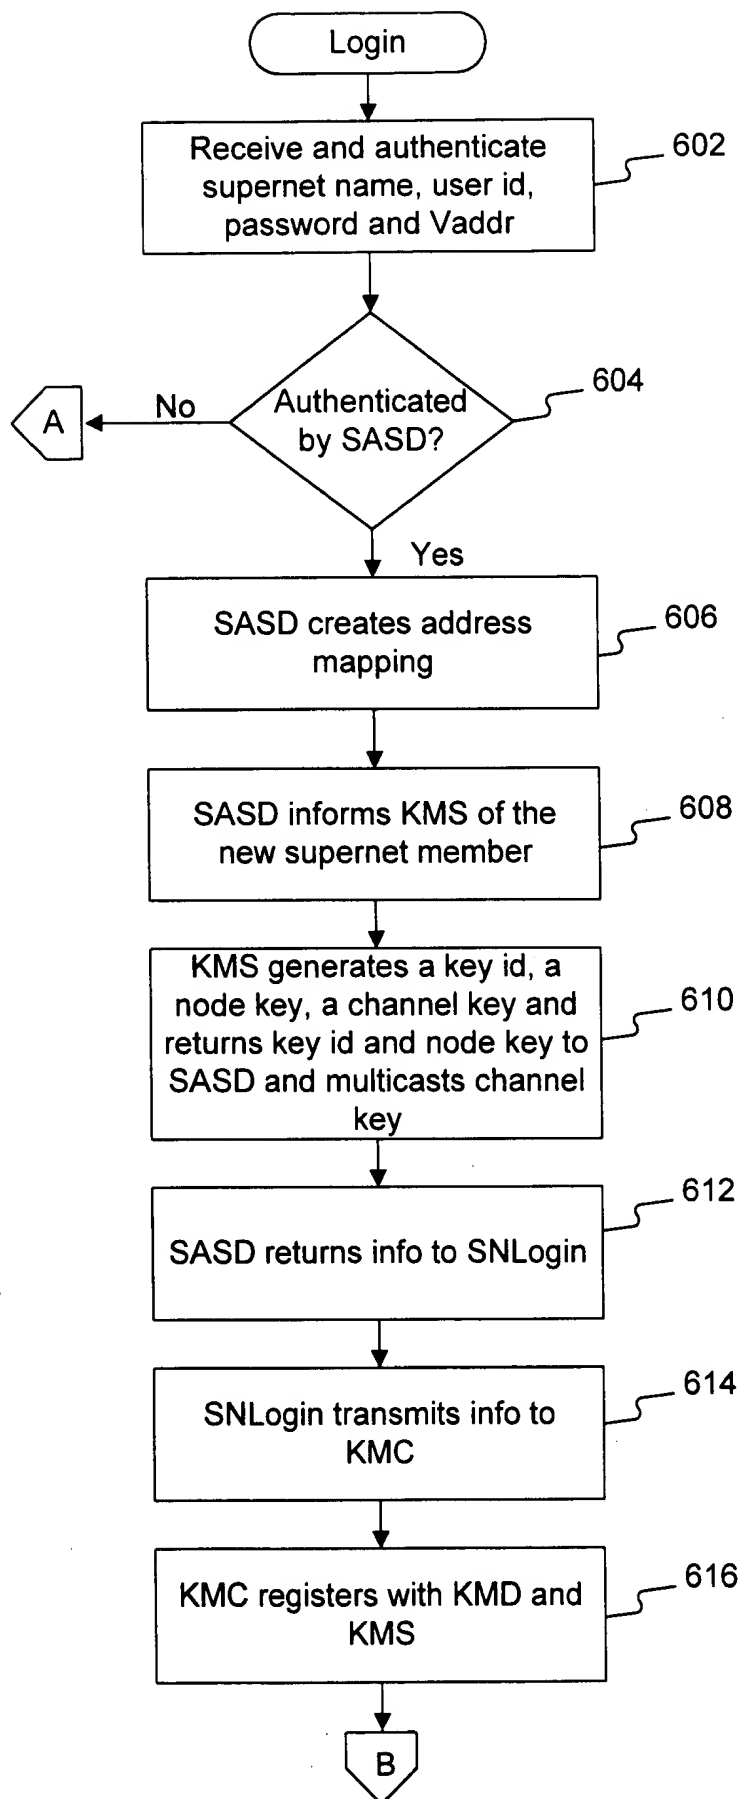 Login
Receive and authenticate
supernet name, user id,
password and Vaddr
602
Authenticated
by SASD?
604
No
A
Yes
SASD creates address
mapping
606
SASD informs KMS of the
new supernet member
608
KMS generates a key id, a
node key, a channel key and
returns key id and node key to
SASD and multicasts channel
key
610
SASD returns info to SNLogin
612
SNLogin transmits info to
KMC
614
KMC registers with KMD and
KMS
616
B